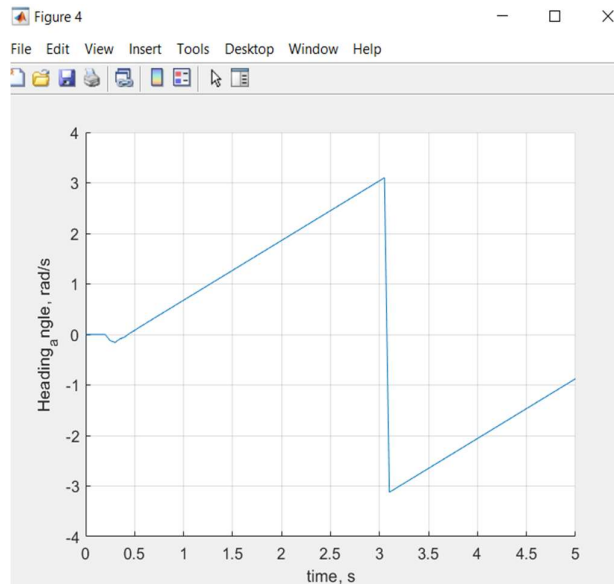 Figure 4
File Edit View Insert Tools Desktop Window Help
4
3
2
1
0
-1
-2
-3
-4
Heading_angle, rad/s
0 0.5 1 1.5 2 2.5 3 3.5 4 4.5 5
time, s